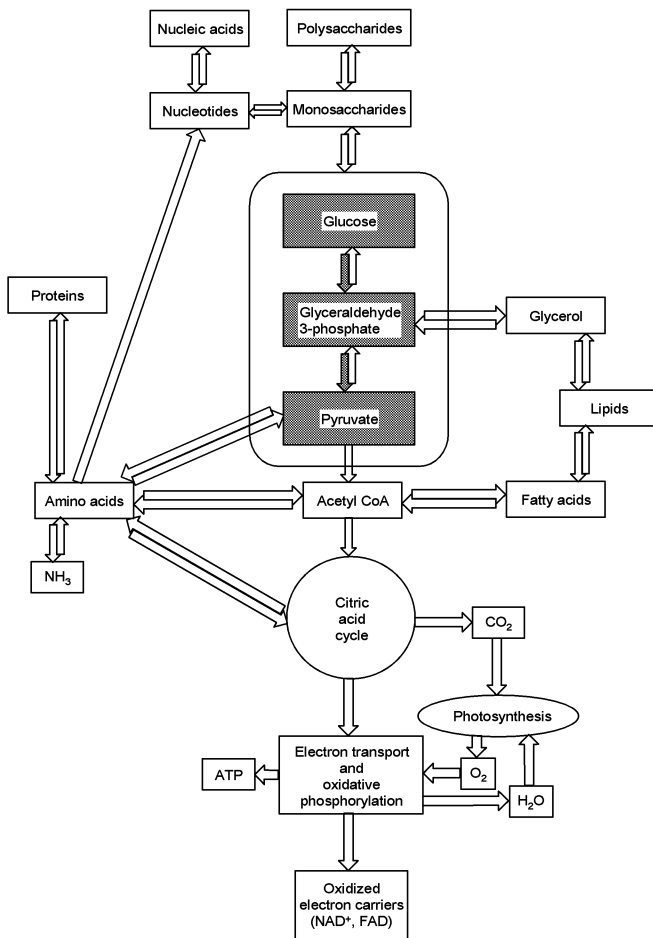 Nucleic acids
Polysaccharides
Nucleotides
Monosaccharides
Glucose
Proteins
Glyceraldehyde
3-phosphate
Glycerol
Pyruvate
Lipids
Amino acids
Acetyl CoA
Fatty acids
NH₃
Citric
acid
cycle
CO₂
Photosynthesis
ATP
Electron transport
and
oxidative
phosphorylation
O₂
H₂O
Oxidized
electron carriers
(NAD⁺, FAD)